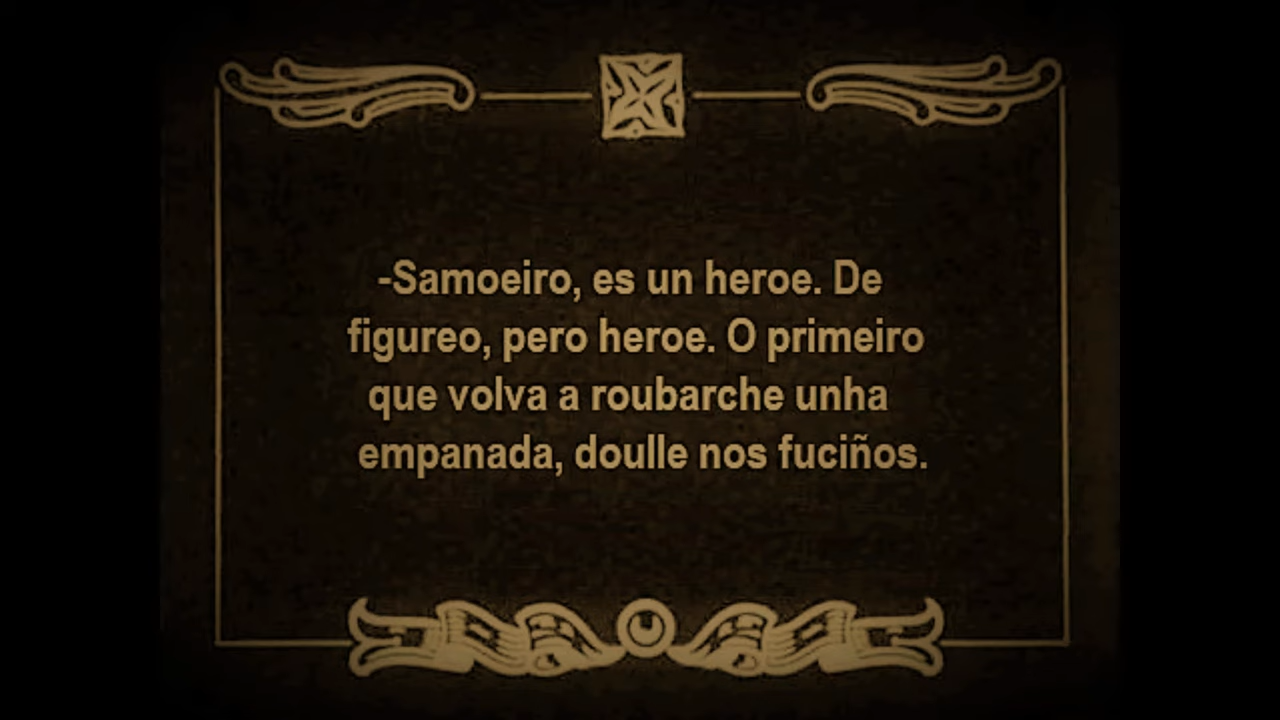 -Samoeiro, es un heroe. De
figureo, pero heroe. O primeiro
que volva a roubarche unha
empanada, doulle nos fuciños.